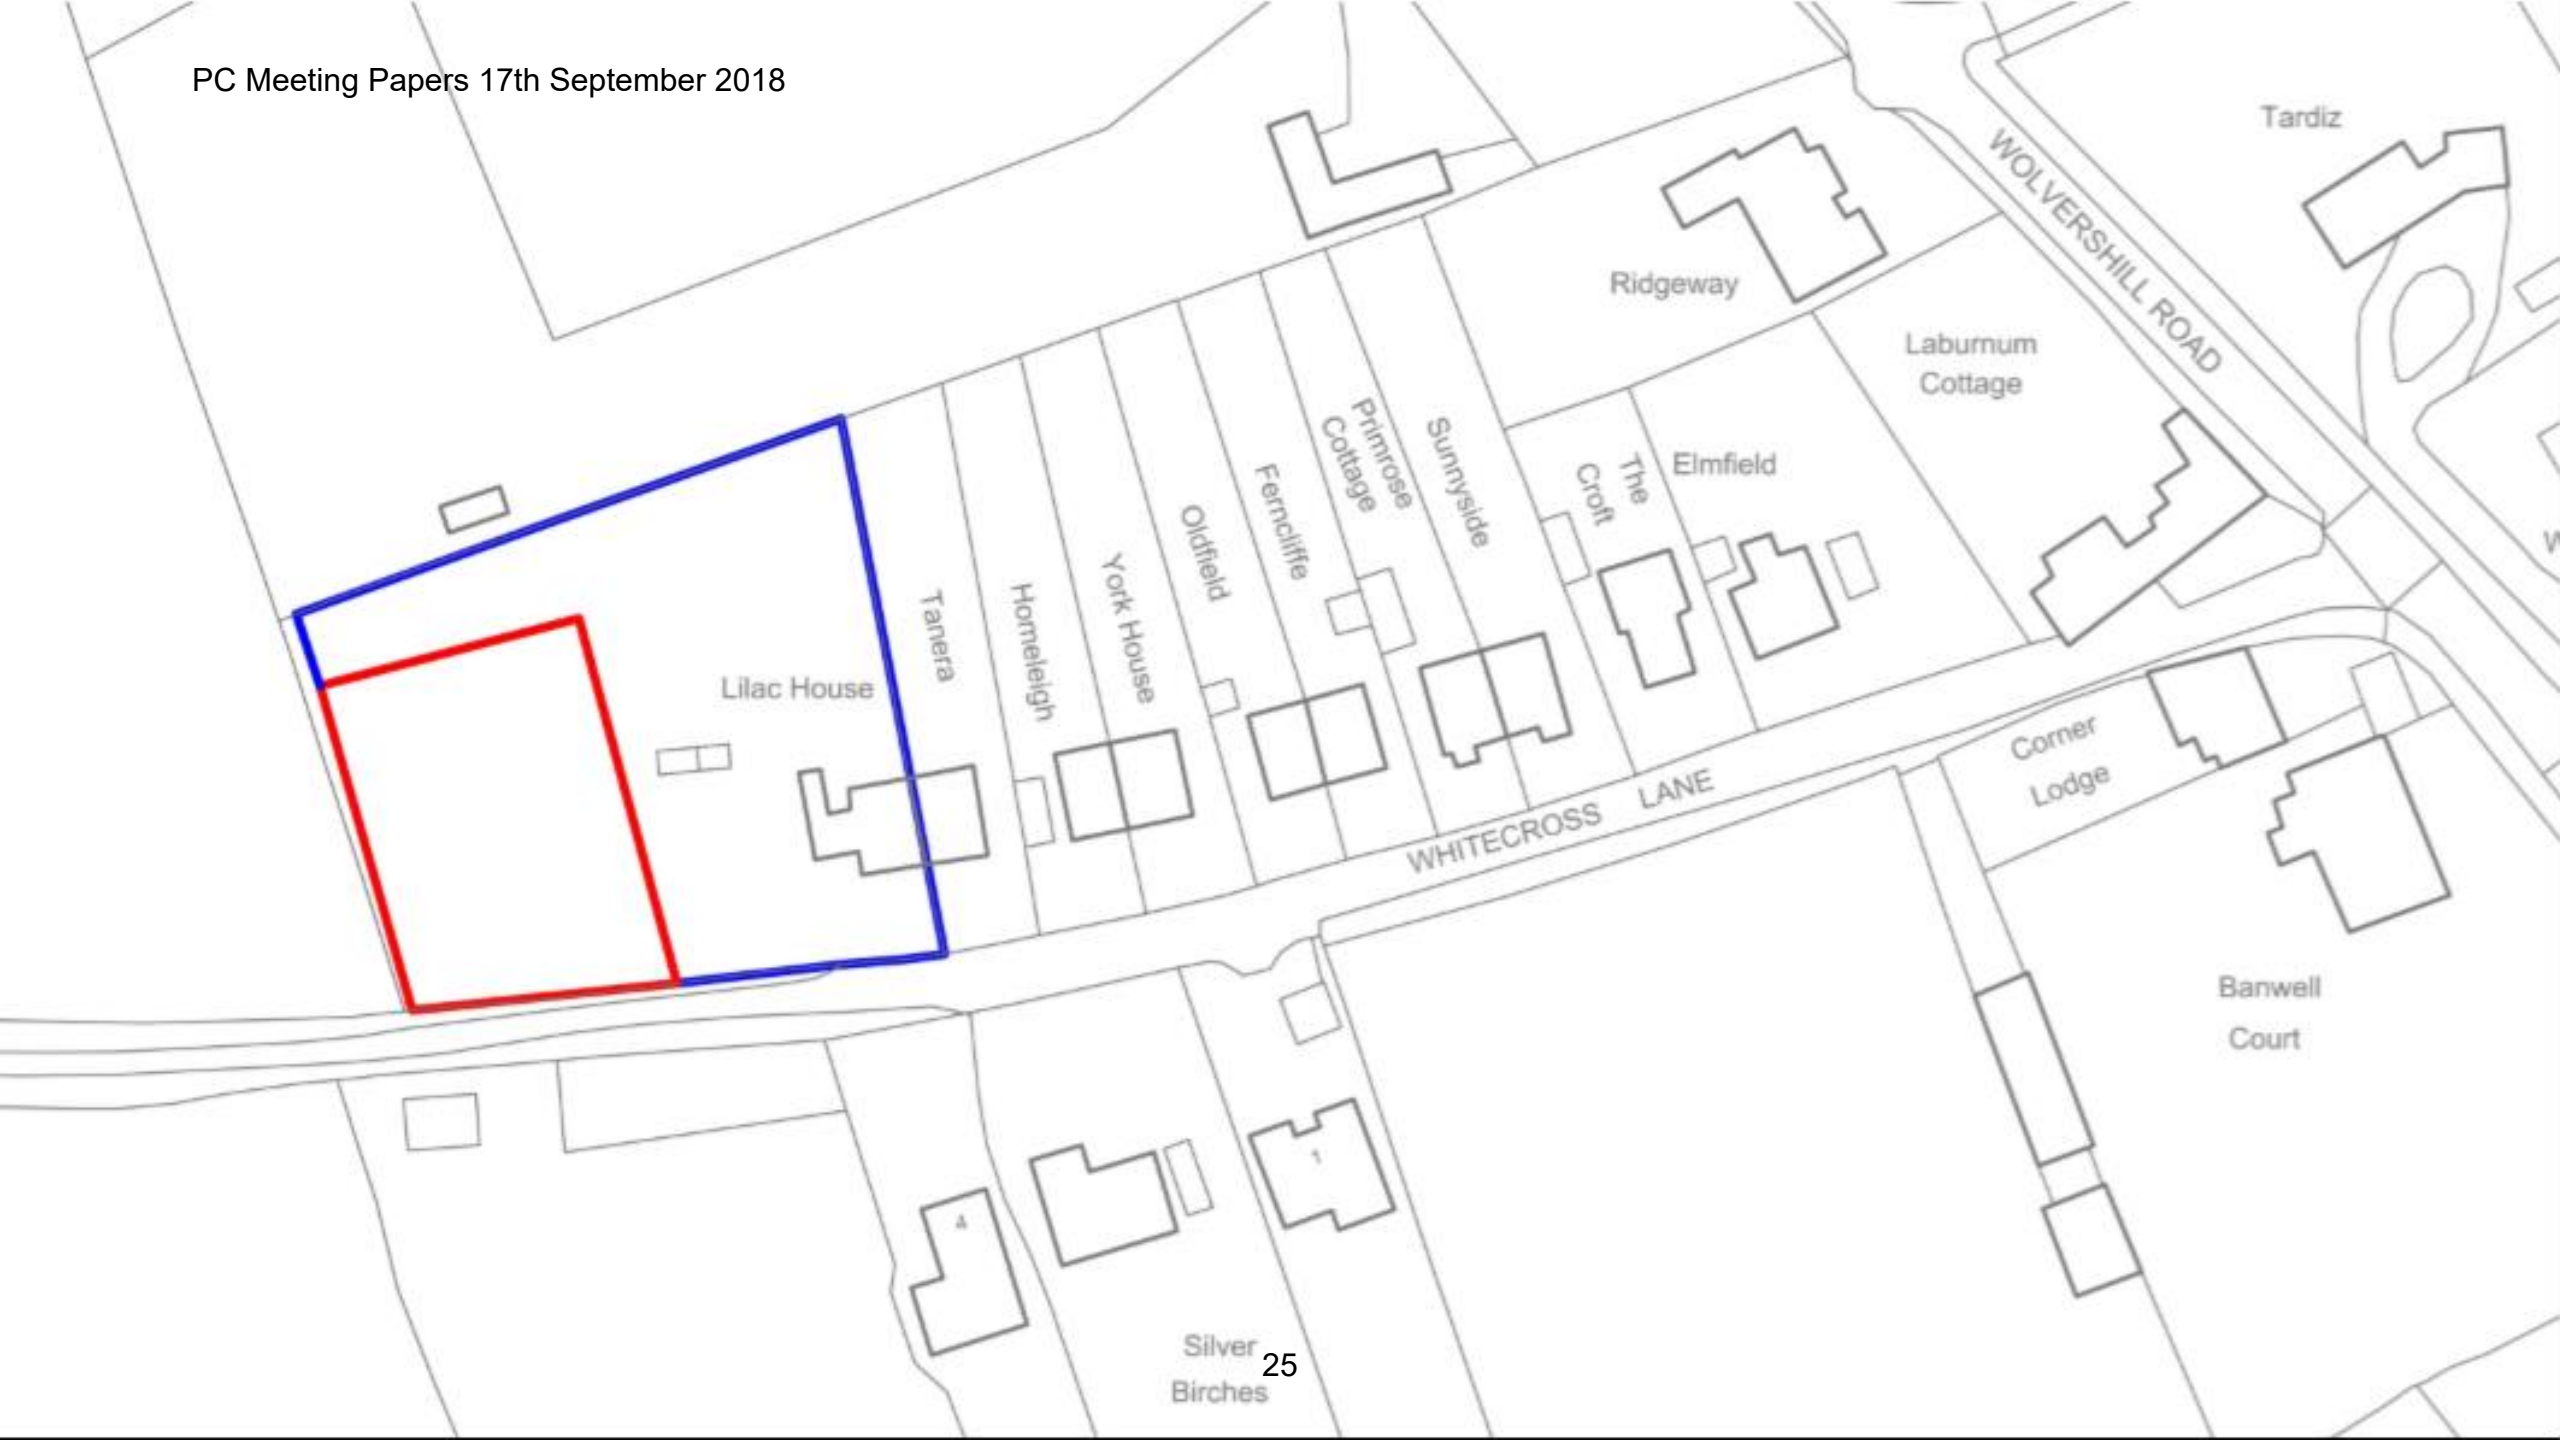 PC Meeting Papers 17th September 2018
Tardiz
WOLVERSHILL ROAD
Ridgeway
Laburnum
Cottage
Elmfield
The
Croft
Sunnyside
Primrose
Cottage
Ferncliffe
Oldfield
York House
Homeleigh
Tanera
Lilac House
WHITECROSS LANE
Corner
Lodge
Banwell
Court
1
4
Silver
Birches
25